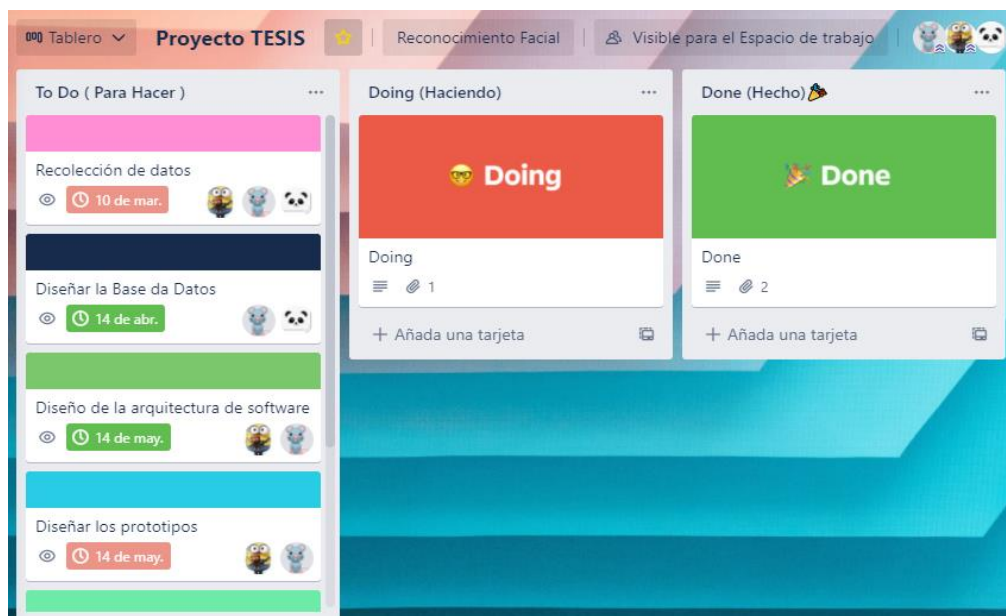 Tablero
Proyecto TESIS
Reconocimiento Facial
Visible para el Espacio de trabajo
To Do ( Para Hacer )
Recolección de datos
10 de mar.
Diseñar la Base da Datos
14 de abr.
Diseño de la arquitectura de software
14 de may.
Diseñar los prototipos
14 de may.
Doing (Haciendo)
Doing
Doing
1
+ Añada una tarjeta
Done (Hecho)
Done
Done
2
+ Añada una tarjeta